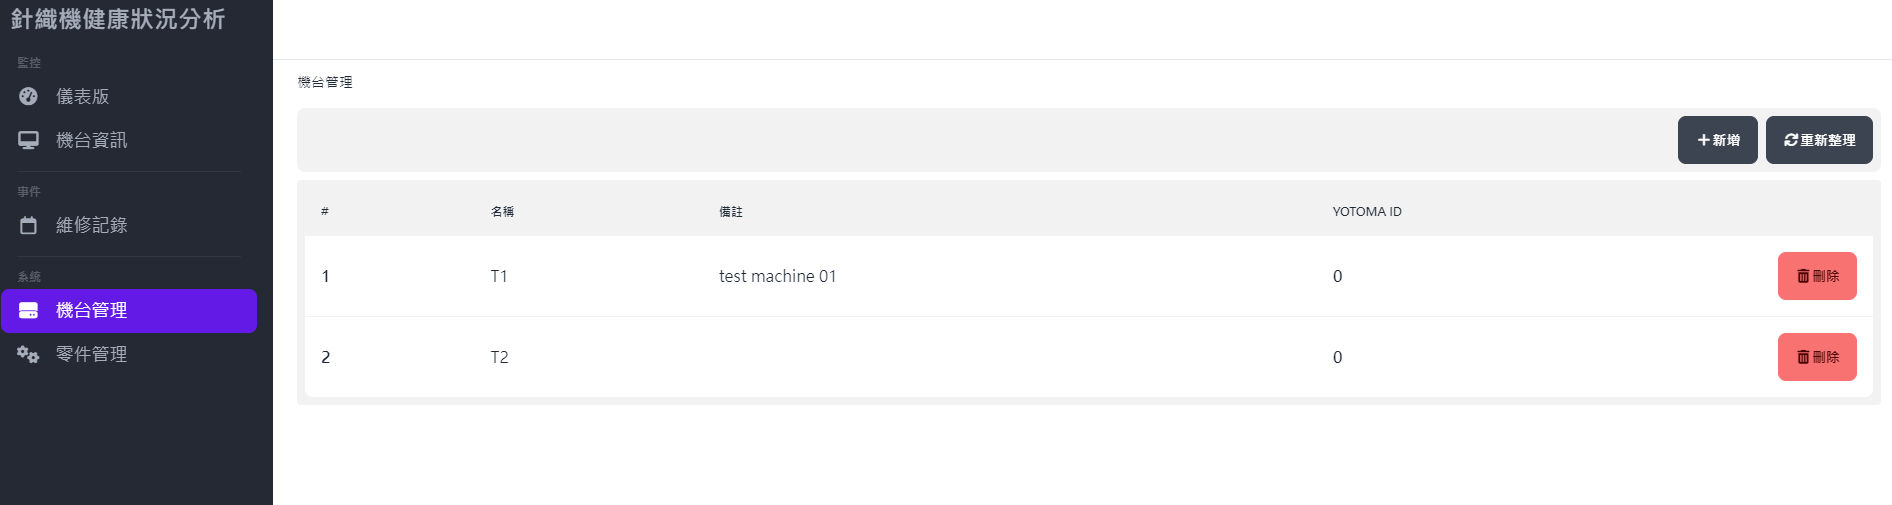 針織機健康狀況分析
監控
儀表版
機台資訊
事件
維修記錄
系統
機台管理
零件管理
機台管理
新增 重新整理
# 名稱 備註 YOTOMA ID
1 T1 test machine 01 0 刪除
2 T2 0 刪除